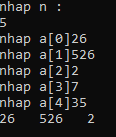 nhap n :
5
nhap a[0]26
nhap a[1]526
nhap a[2]2
nhap a[3]7
nhap a[4]35
26 526 2